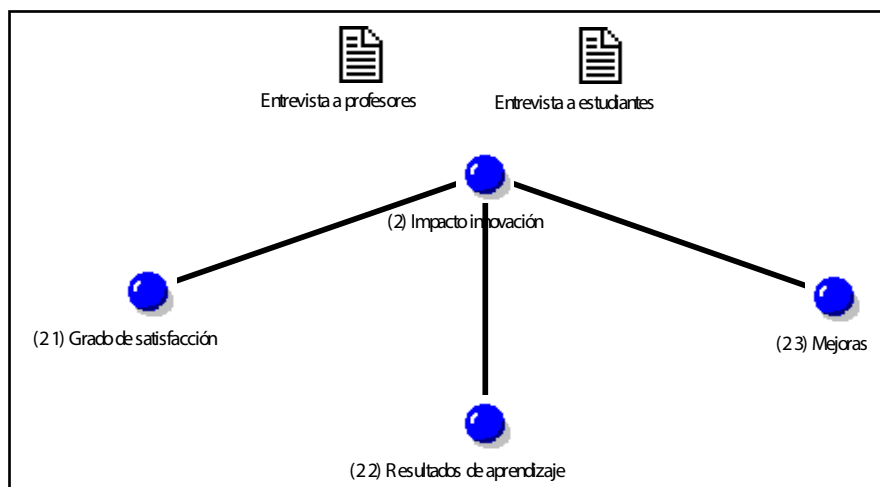 Entrevista a profesores
Entrevista a estudiantes
(2) Impacto innovación
(2 1) Grado de satisfacción
(2 3) Mejoras
(2 2) Resultados de aprendizaje